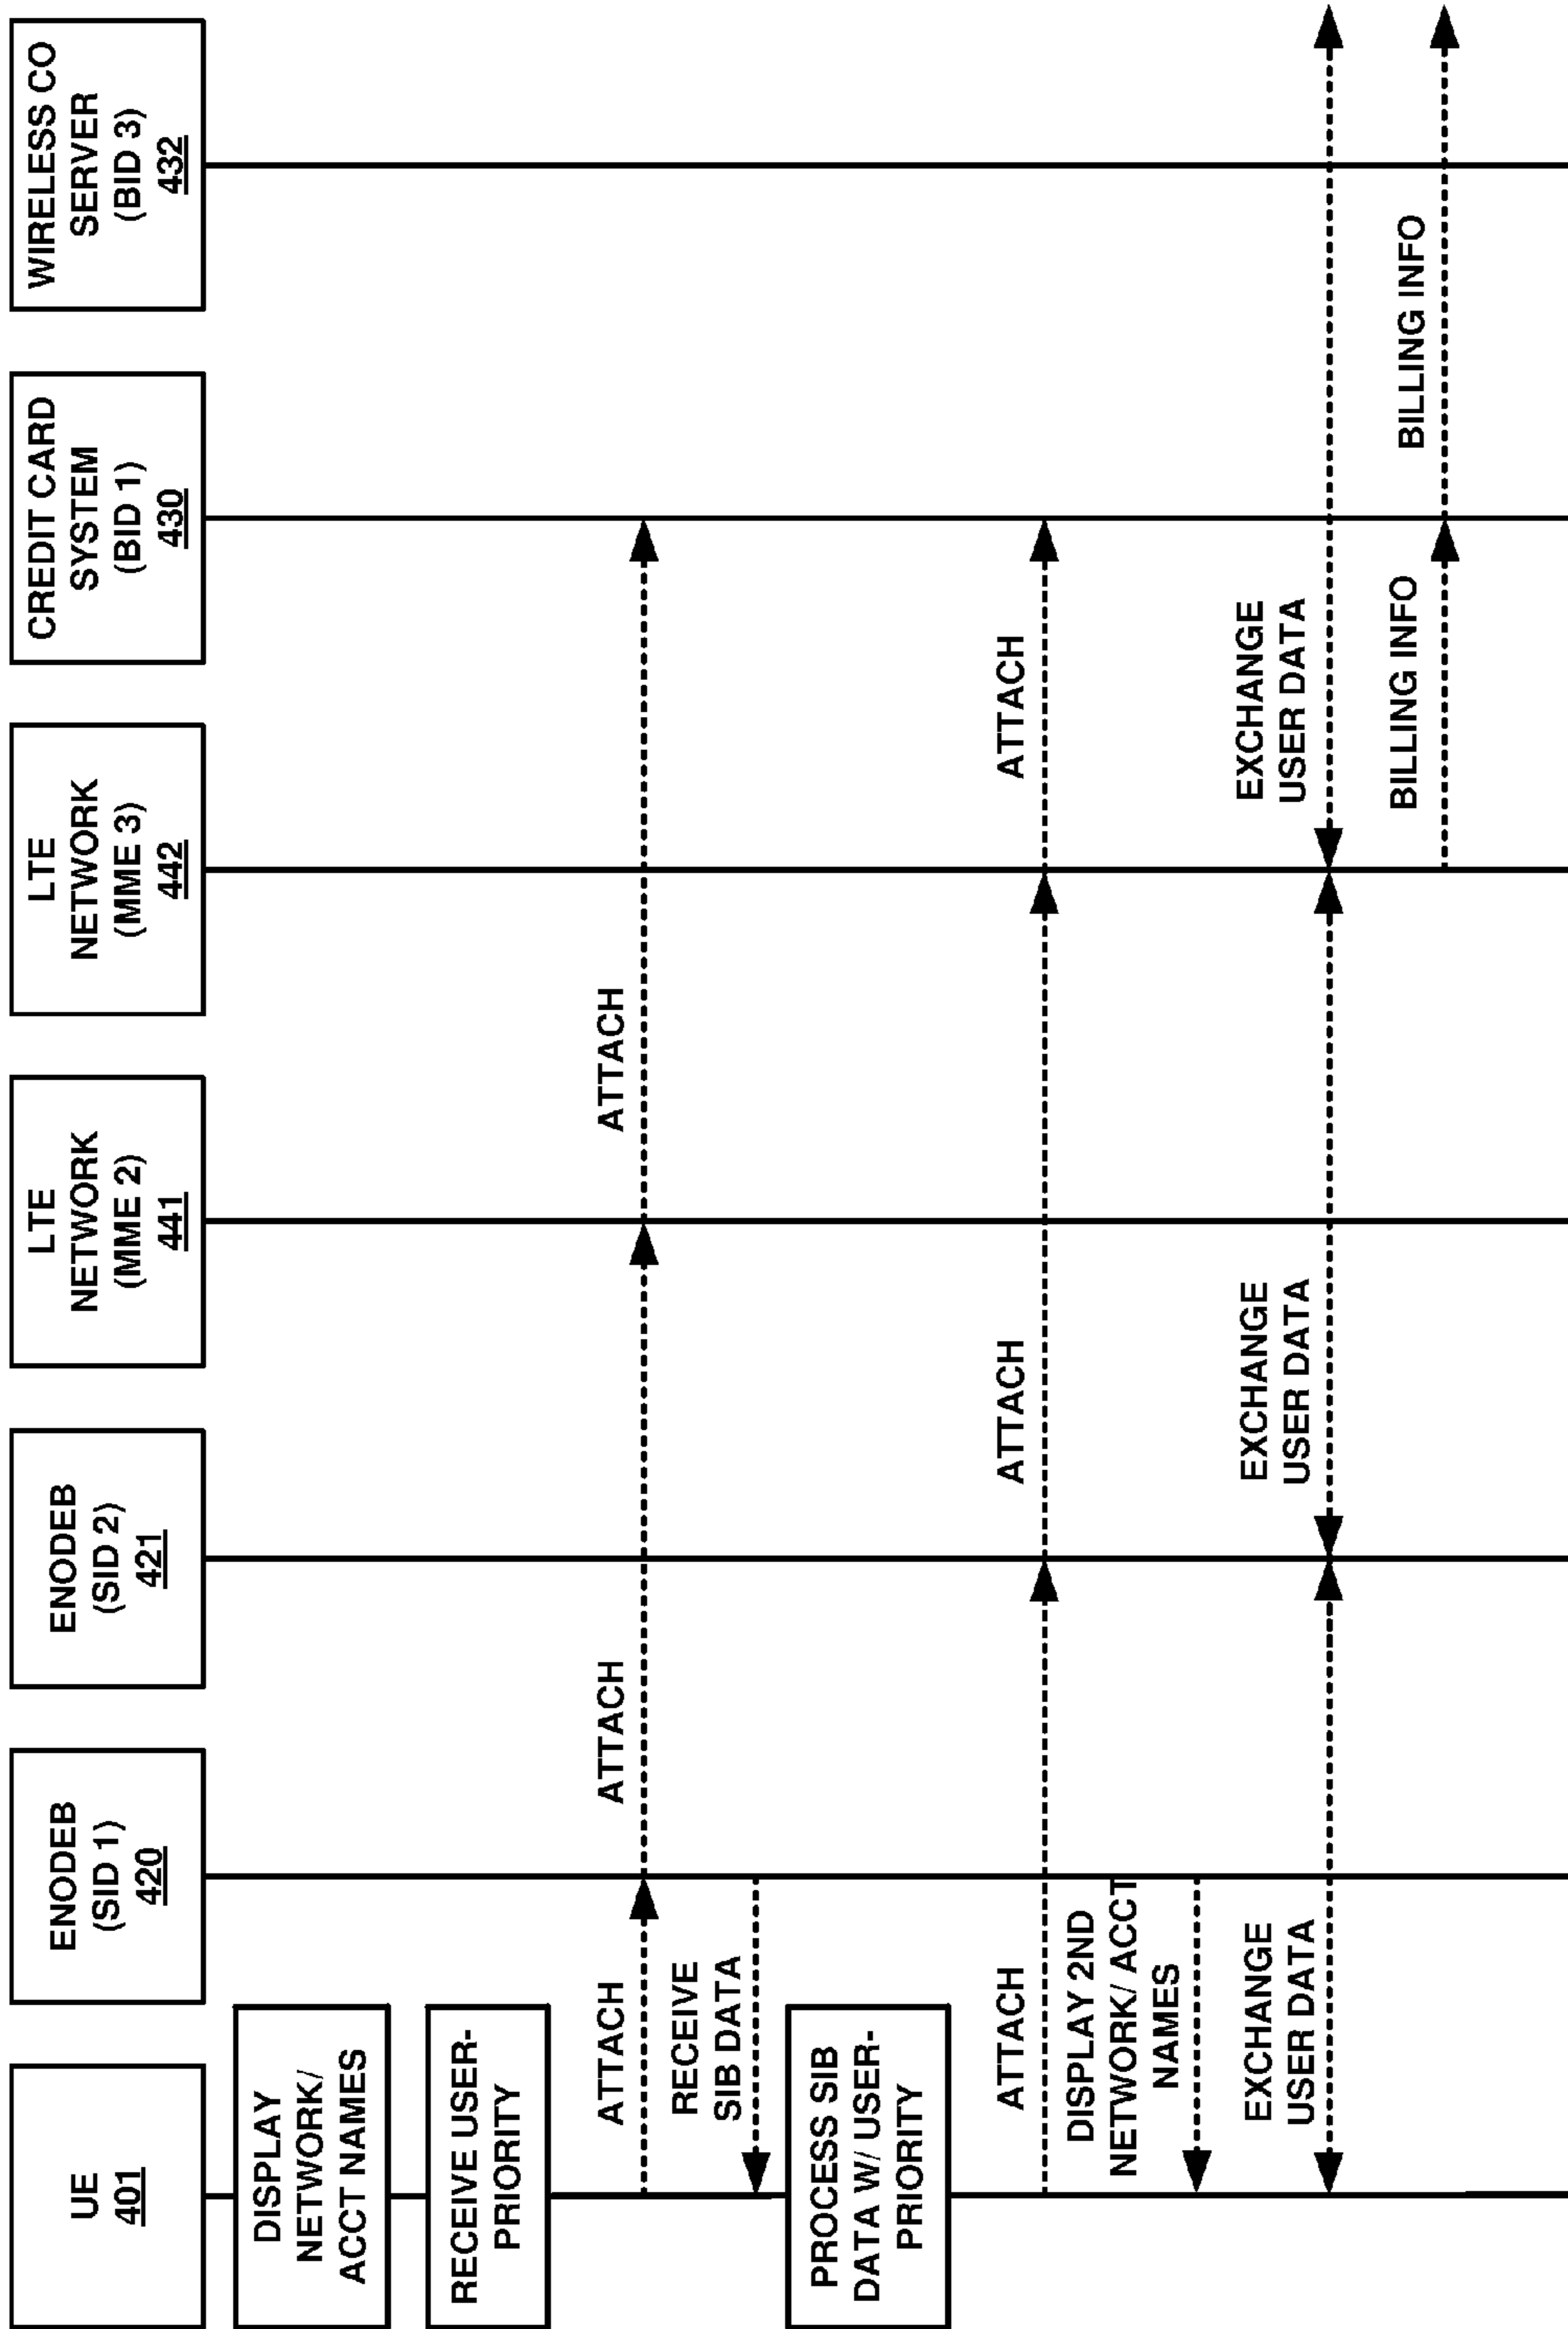 UE
401
ENODEB
(SID 1)
420
ENODEB
(SID 2)
421
LTE
NETWORK
(MME 2)
441
LTE
NETWORK
(MME 3)
442
CREDIT CARD
SYSTEM
(BID 1)
430
WIRELESS CO
SERVER
(BID 3)
432
DISPLAY
NETWORK/
ACCT NAMES
RECEIVE USER-
PRIORITY
ATTACH
ATTACH
ATTACH
RECEIVE
SIB DATA
PROCESS SIB
DATA W/ USER-
PRIORITY
ATTACH
ATTACH
ATTACH
DISPLAY 2ND
NETWORK/ ACCT
NAMES
EXCHANGE
USER DATA
EXCHANGE
USER DATA
EXCHANGE
USER DATA
BILLING INFO
BILLING INFO